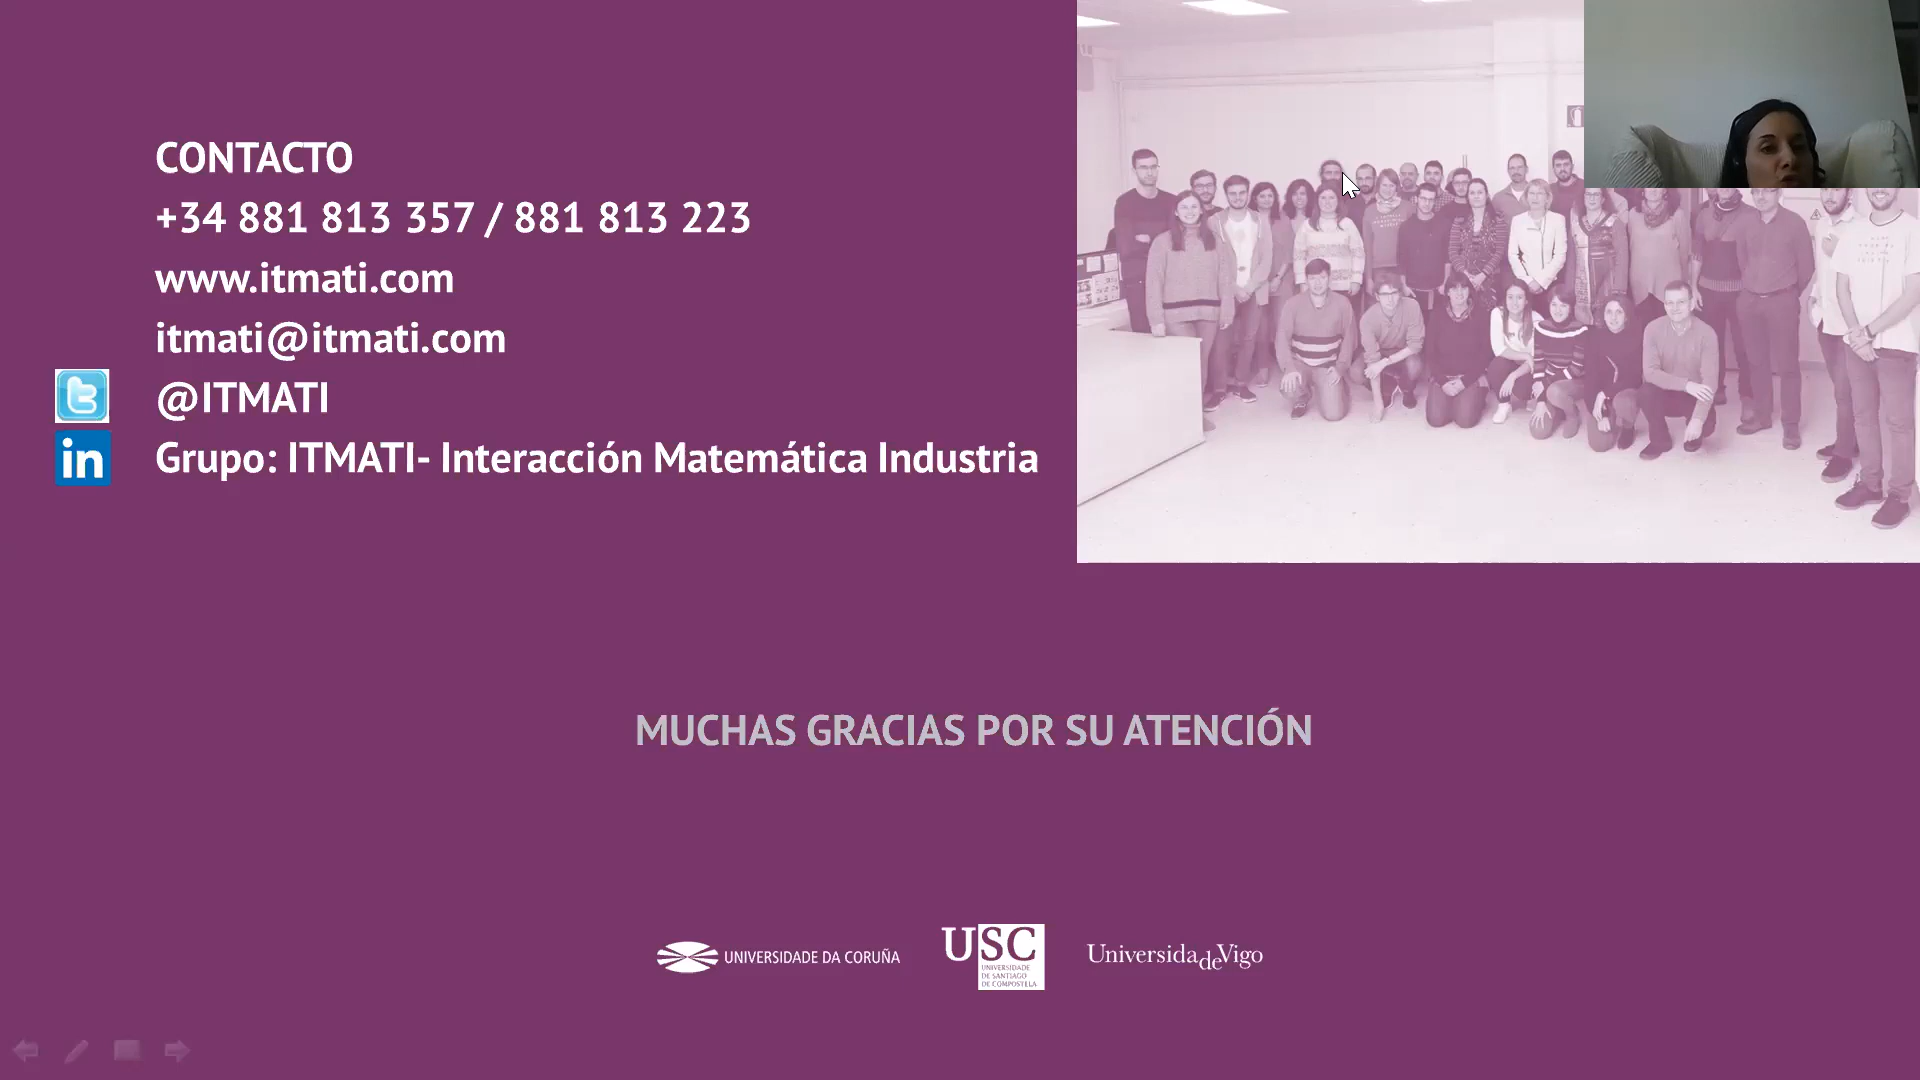 CONTACTO
+34 881 813 357 / 881 813 223
www.itmati.com
itmati@itmati.com
@ITMATI
Grupo: ITMATI- Interacción Matemática Industria
MUCHAS GRACIAS POR SU ATENCIÓN
UNIVERSIDADE DA CORUÑA
USC
UNIVERSIDADE
DE SANTIAGO
DE COMPOSTELA
UniversidadeVigo